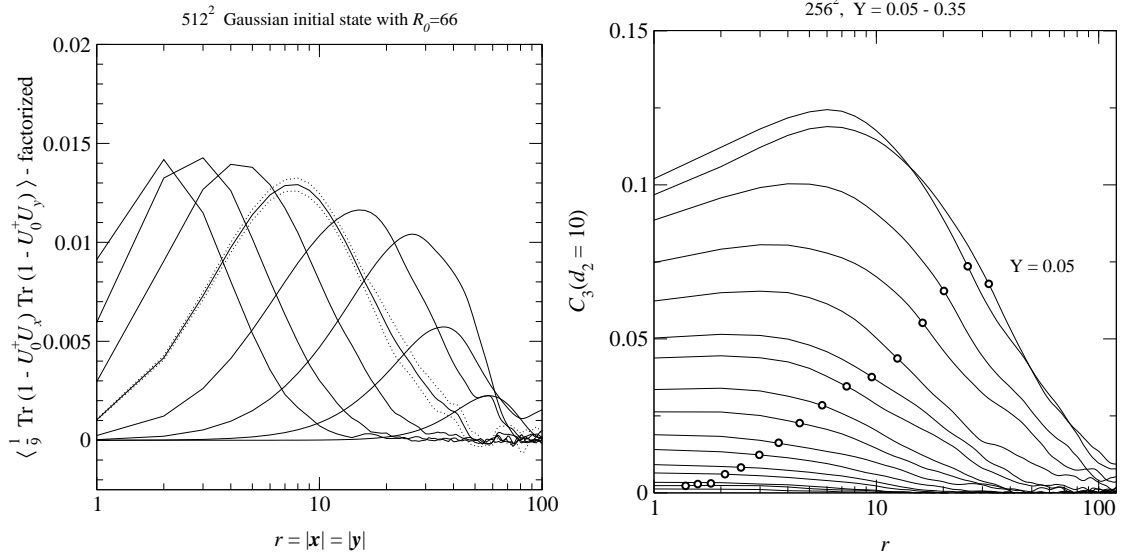 512² Gaussian initial state with R₀=66
⟨ 1/9 Tr (1 - U₀⁺Uₓ) Tr (1 - U₀⁺Uᵧ) ⟩ - factorized
0.02
0.015
0.01
0.005
0
1
10
100
r = |x| = |y|
256², Y = 0.05 - 0.35
C₃(d₂ = 10)
0.15
0.1
0.05
0
Y = 0.05
1
10
100
r